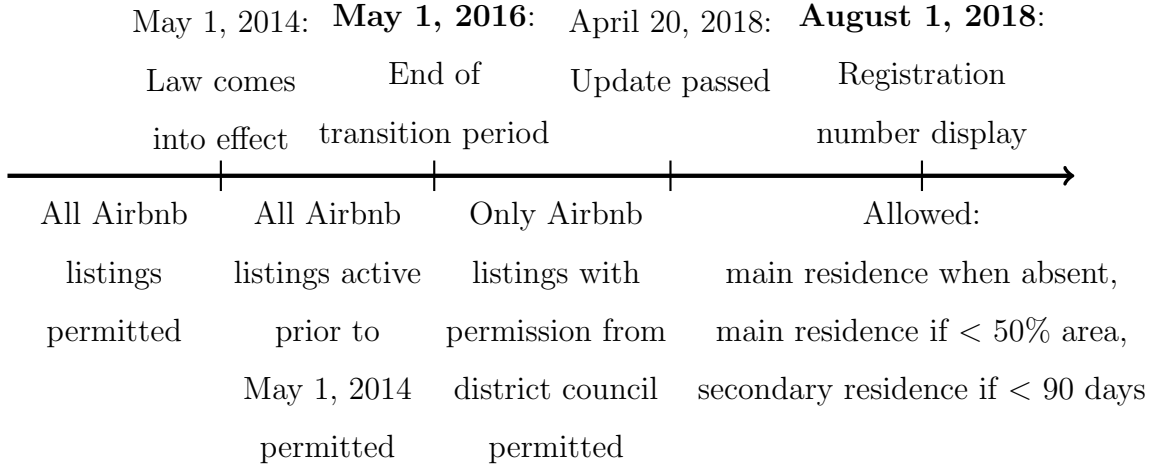 May 1, 2014:
Law comes
into effect
May 1, 2016:
End of
transition period
April 20, 2018:
Update passed
August 1, 2018:
Registration
number display
All Airbnb
listings
permitted
All Airbnb
listings active
prior to
May 1, 2014
permitted
Only Airbnb
listings with
permission from
district council
permitted
Allowed:
main residence when absent,
main residence if < 50% area,
secondary residence if < 90 days